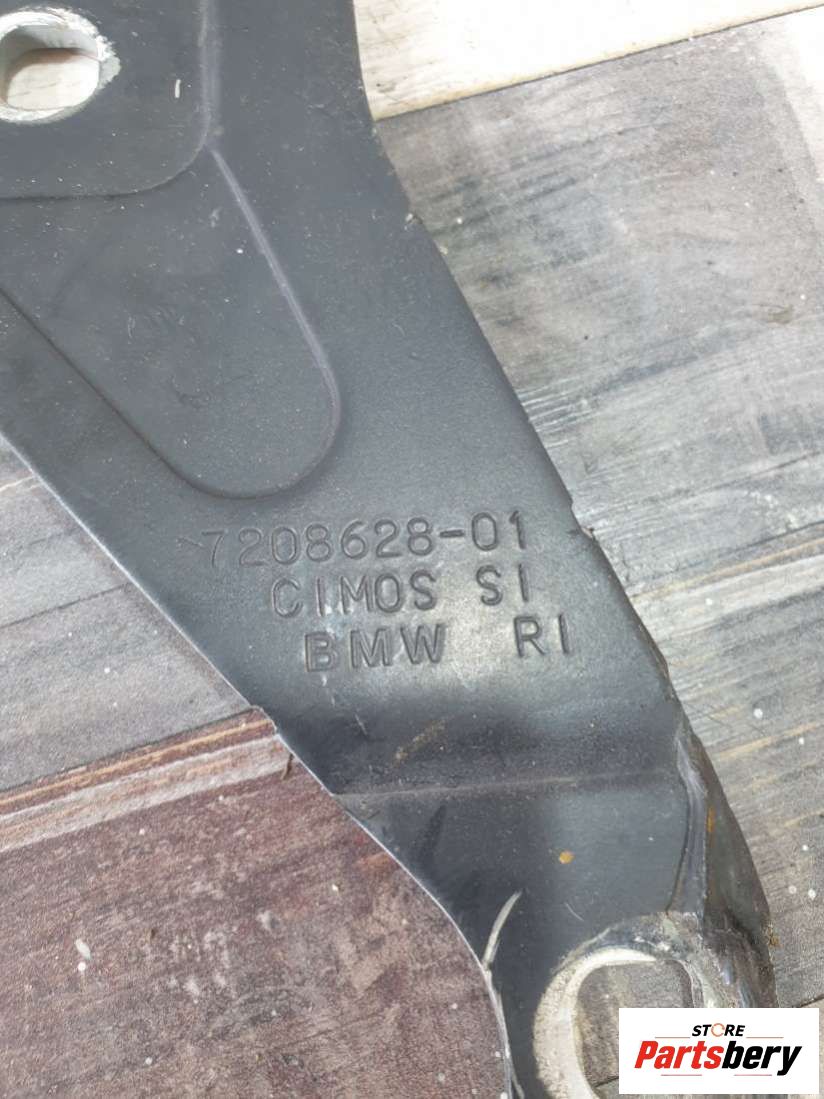 7208628-01
CIMOS SI
BMW RI
STORE
Partsbery